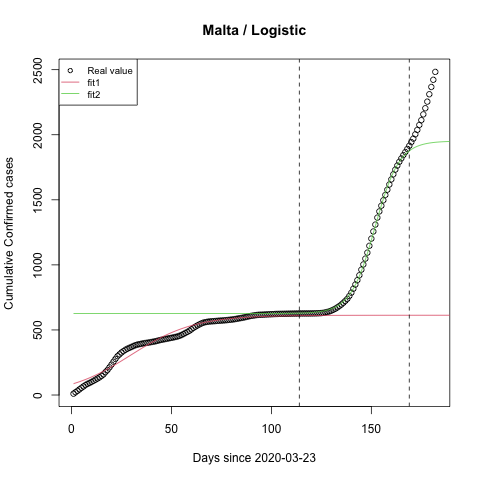 Malta / Logistic
Real value
fit1
fit2
Cumulative Confirmed cases
2500
2000
1500
1000
500
0
0 50 100 150
Days since 2020-03-23